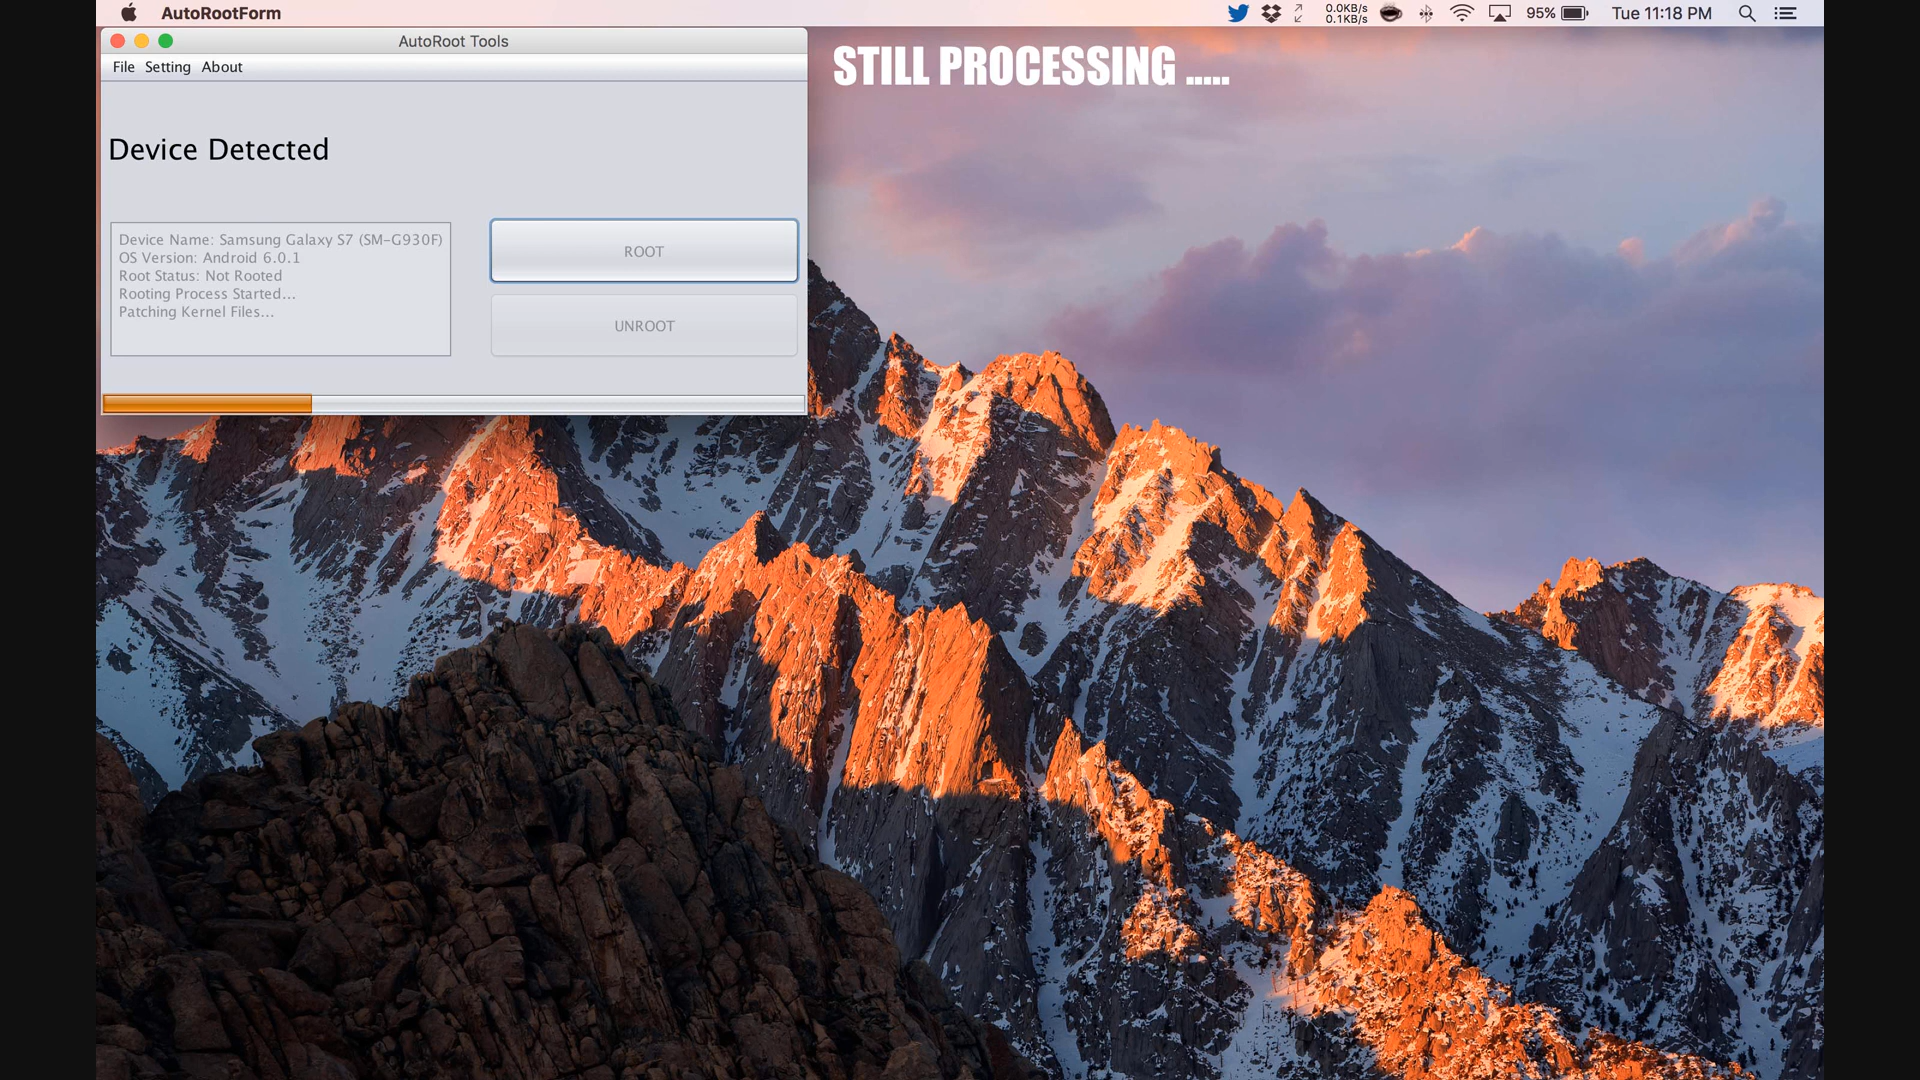 AutoRootForm
0.0KB/s
0.1KB/s
95%
Tue 11:18 PM
AutoRoot Tools
File Setting About
STILL PROCESSING .....
Device Detected
Device Name: Samsung Galaxy S7 (SM-G930F)
OS Version: Android 6.0.1
Root Status: Not Rooted
Rooting Process Started...
Patching Kernel Files...
ROOT
UNROOT